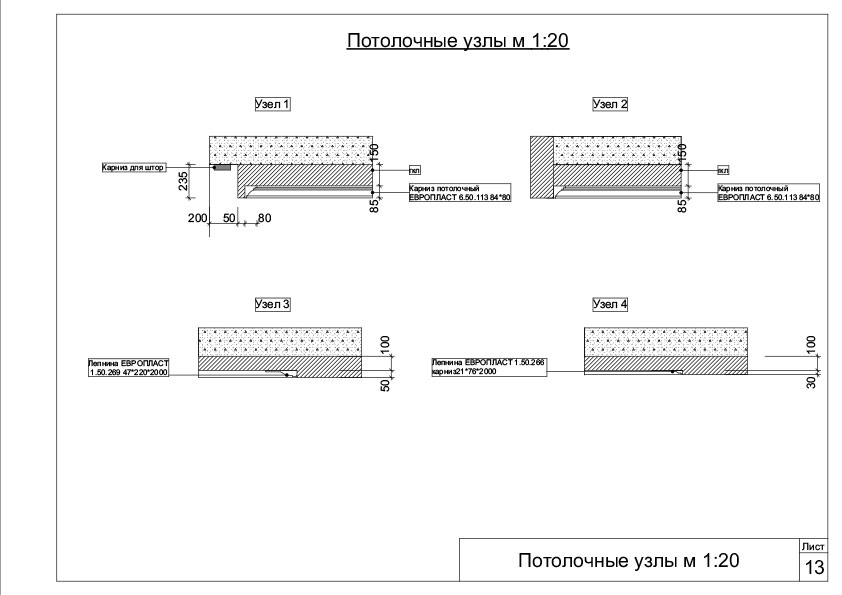 Потолочные узлы м 1:20
Узел 1
Узел 2
150
150
Карниз для штор
гкл
гкл
235
Карниз потолочный
ЕВРОПЛАСТ 6.50.113 84*80
Карниз потолочный
ЕВРОПЛАСТ 6.50.113 84*80
85
85
200 50 80
Узел 3
Узел 4
100
100
Лепнина ЕВРОПЛАСТ
1.50.269 47*220*2000
Лепнина ЕВРОПЛАСТ 1.50.266
карниз21*76*2000
50
30
Лист
Потолочные узлы м 1:20
13